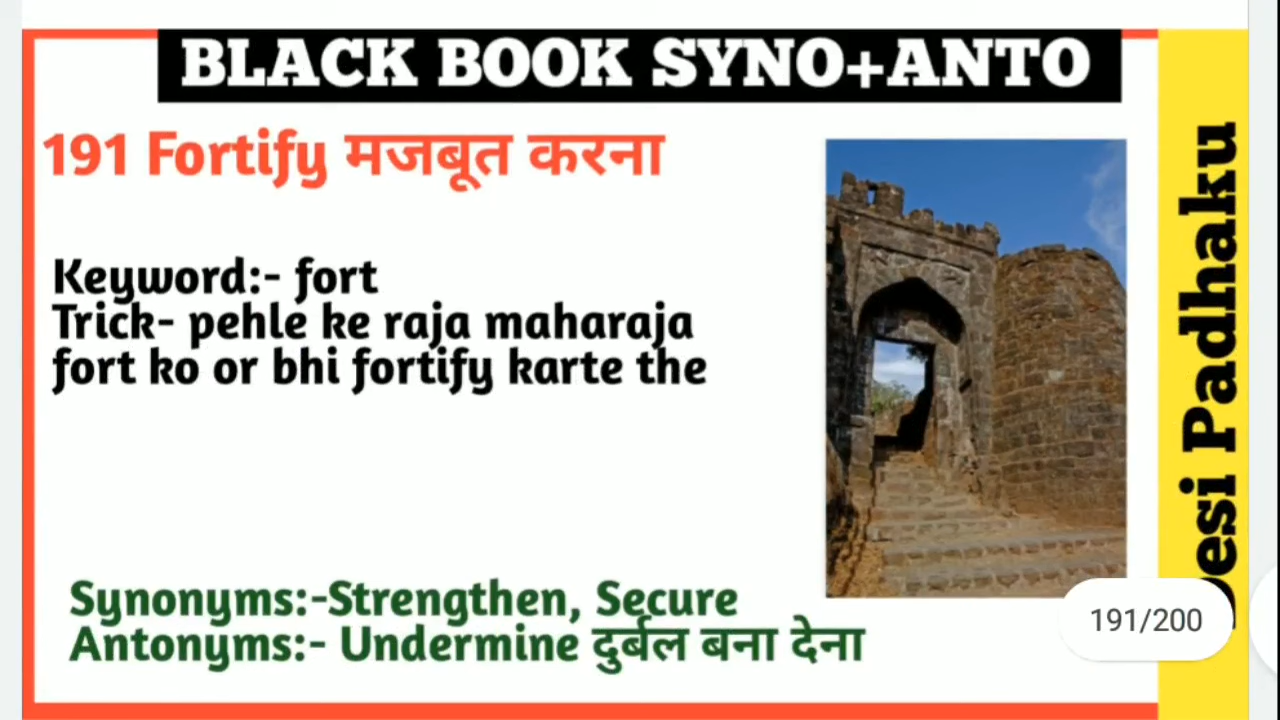 BLACK BOOK SYNO+ANTO
191 Fortify मजबूत करना
Keyword:- fort
Trick- pehle ke raja maharaja
fort ko or bhi fortify karte the
Synonyms:-Strengthen, Secure
Antonyms:- Undermine दुर्बल बना देना
Padhaku
191/200